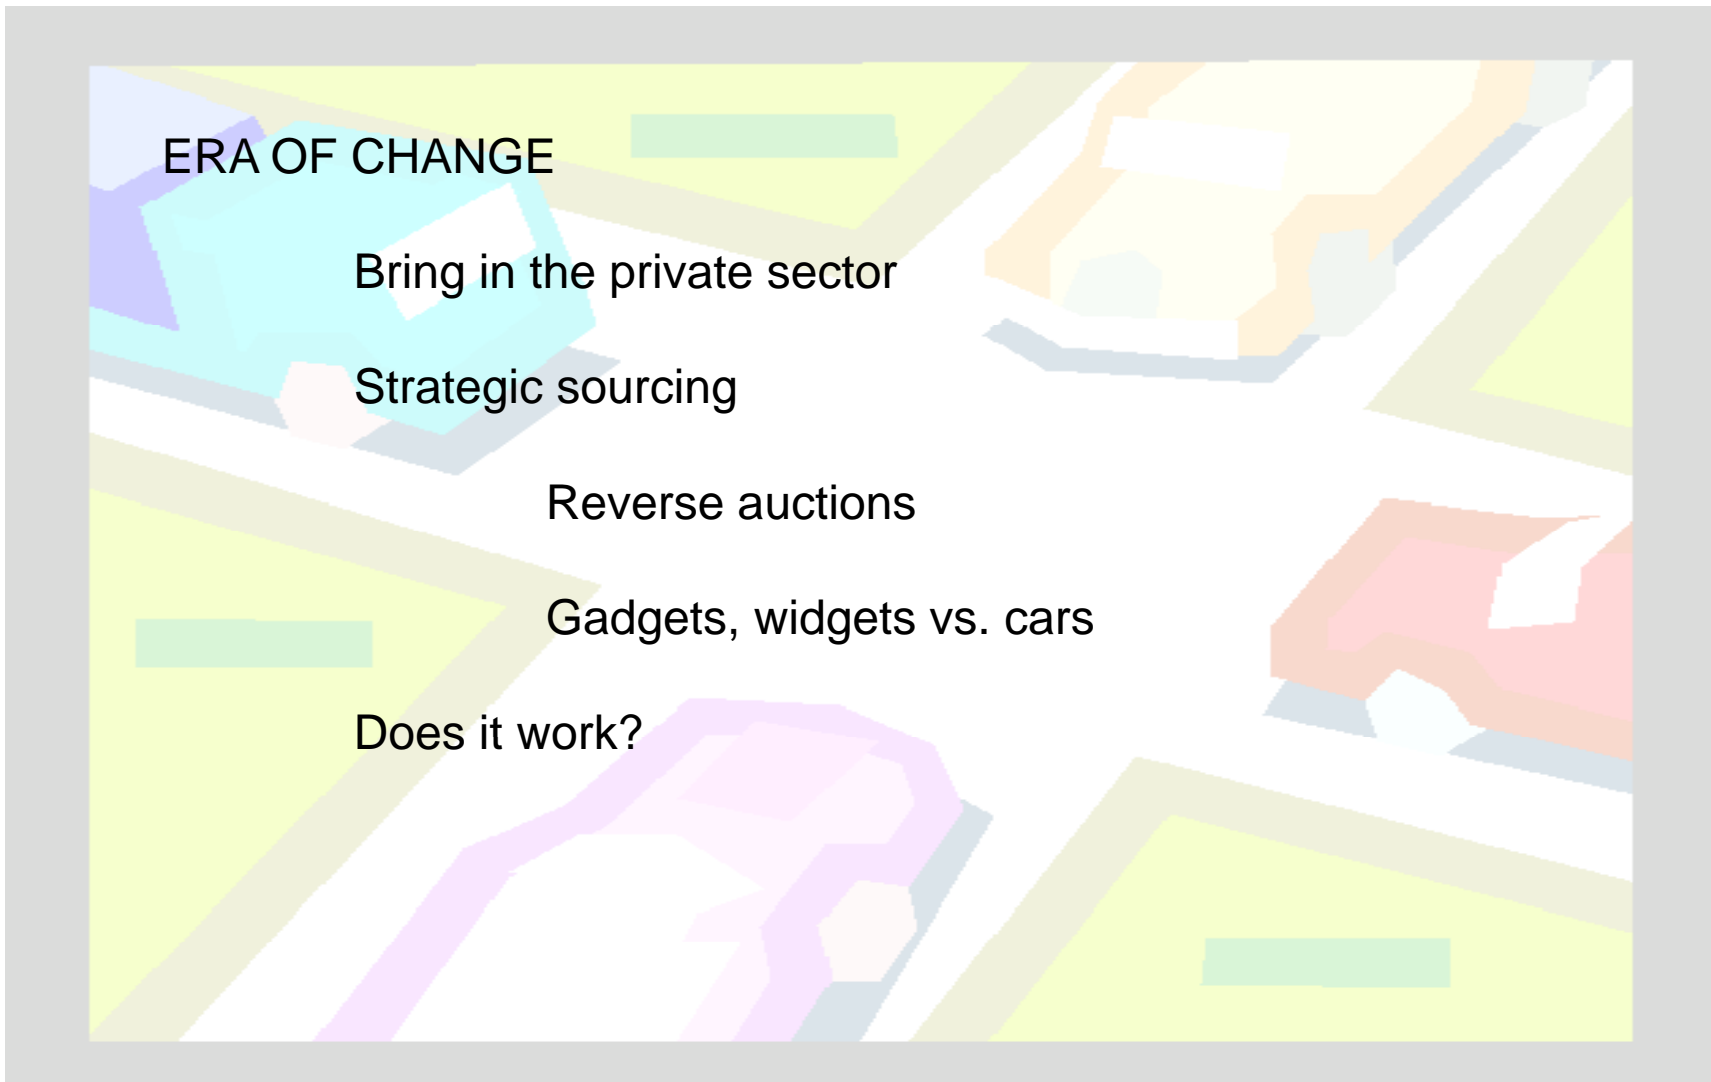 ERA OF CHANGE
Bring in the private sector
Strategic sourcing
Reverse auctions
Gadgets, widgets vs. cars
Does it work?